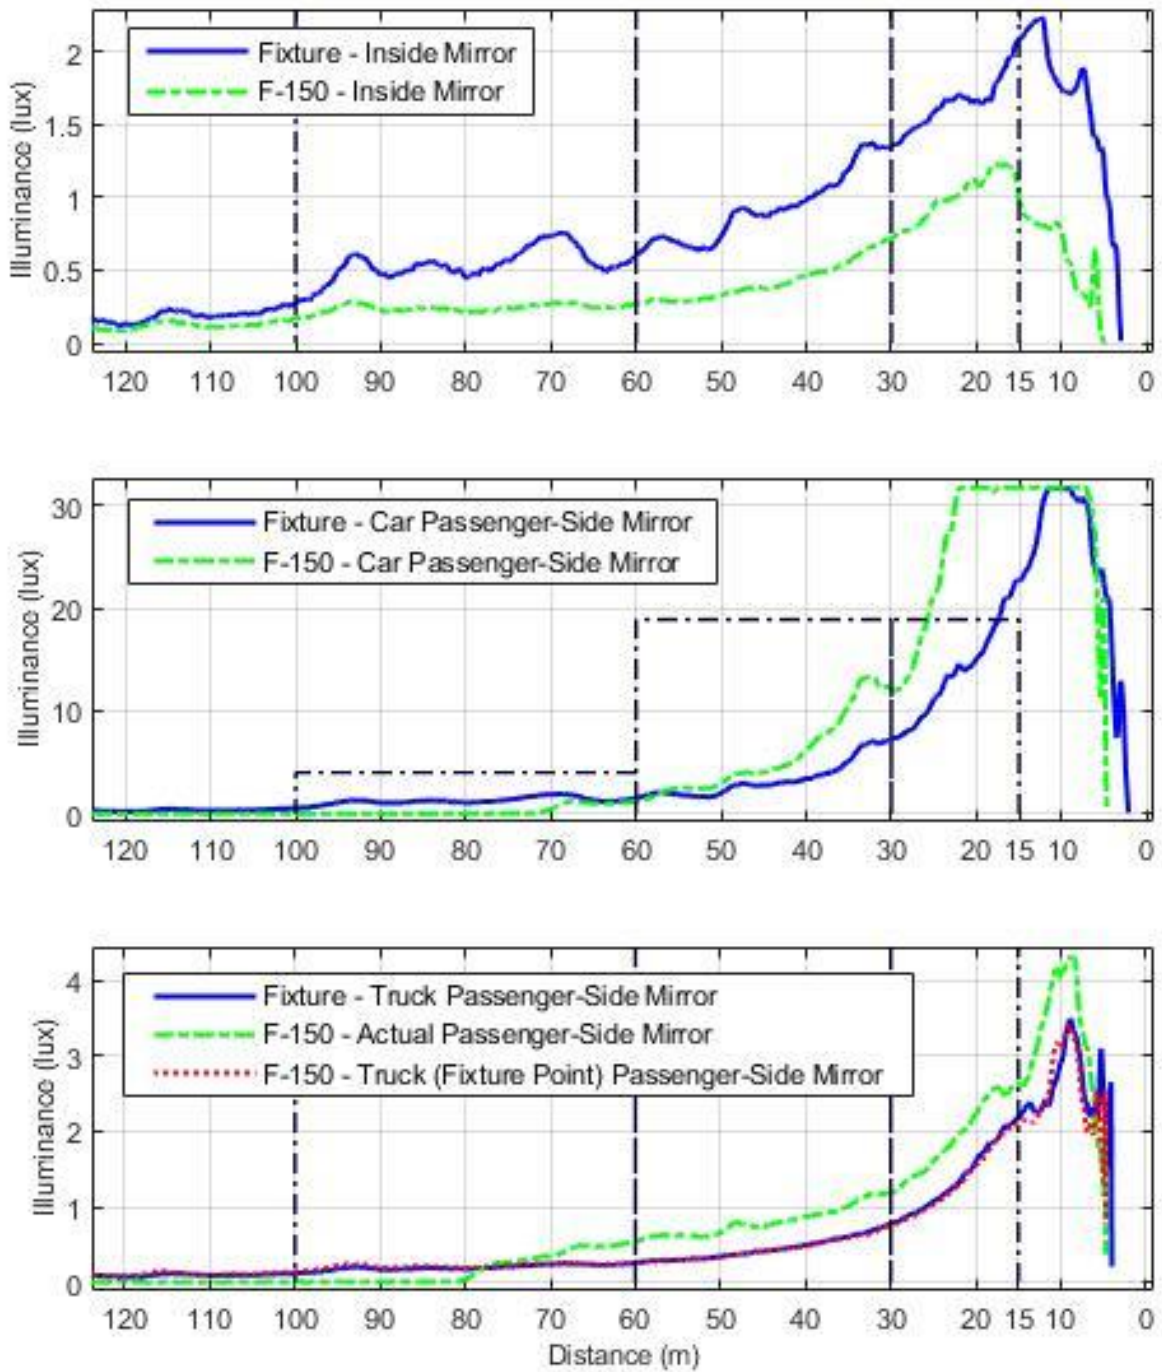 Illuminance (lux)
2
1.5
1
0.5
0
Fixture - Inside Mirror
F-150 - Inside Mirror
120 110 100 90 80 70 60 50 40 30 20 15 10 0
Illuminance (lux)
30
20
10
0
Fixture - Car Passenger-Side Mirror
F-150 - Car Passenger-Side Mirror
120 110 100 90 80 70 60 50 40 30 20 15 10 0
Illuminance (lux)
4
3
2
1
0
Fixture - Truck Passenger-Side Mirror
F-150 - Actual Passenger-Side Mirror
F-150 - Truck (Fixture Point) Passenger-Side Mirror
120 110 100 90 80 70 60 50 40 30 20 15 10 0
Distance (m)